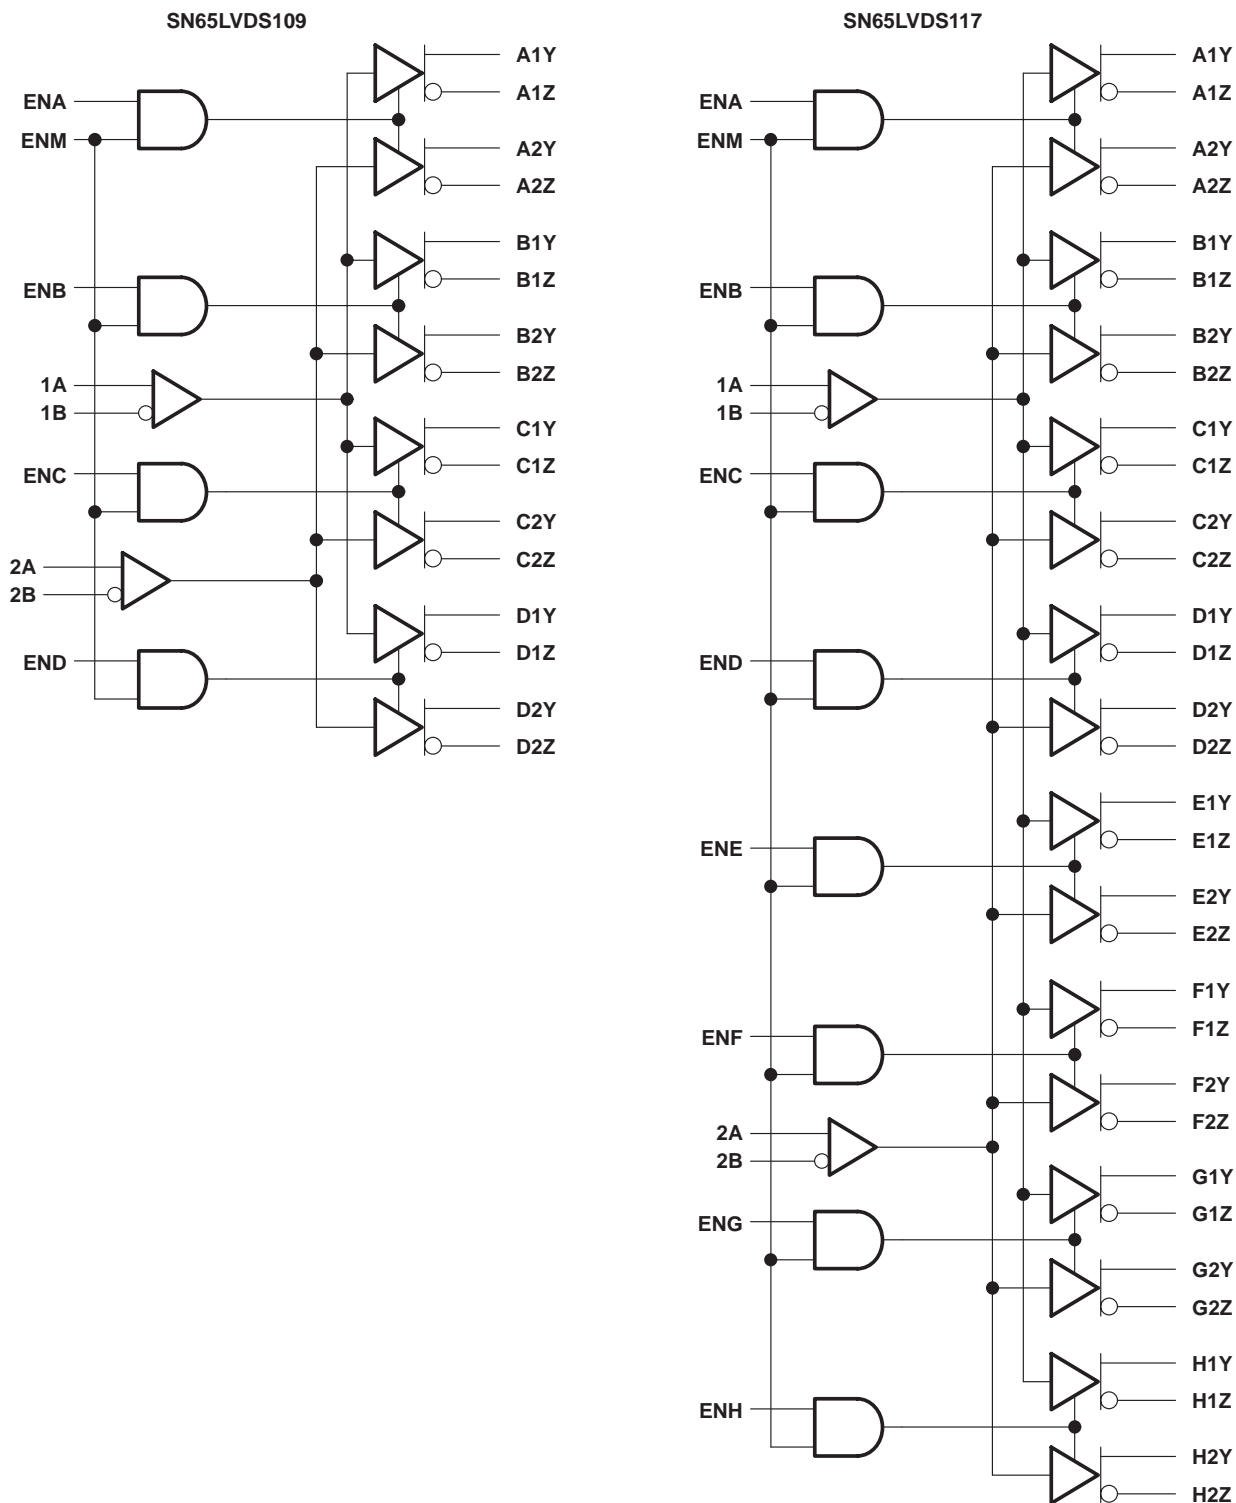 SN65LVDS109
ENA
ENM
ENB
1A
1B
ENC
2A
2B
END
A1Y
A1Z
A2Y
A2Z
B1Y
B1Z
B2Y
B2Z
C1Y
C1Z
C2Y
C2Z
D1Y
D1Z
D2Y
D2Z
SN65LVDS117
ENA
ENM
ENB
1A
1B
ENC
END
ENE
ENF
2A
2B
ENG
ENH
A1Y
A1Z
A2Y
A2Z
B1Y
B1Z
B2Y
B2Z
C1Y
C1Z
C2Y
C2Z
D1Y
D1Z
D2Y
D2Z
E1Y
E1Z
E2Y
E2Z
F1Y
F1Z
F2Y
F2Z
G1Y
G1Z
G2Y
G2Z
H1Y
H1Z
H2Y
H2Z